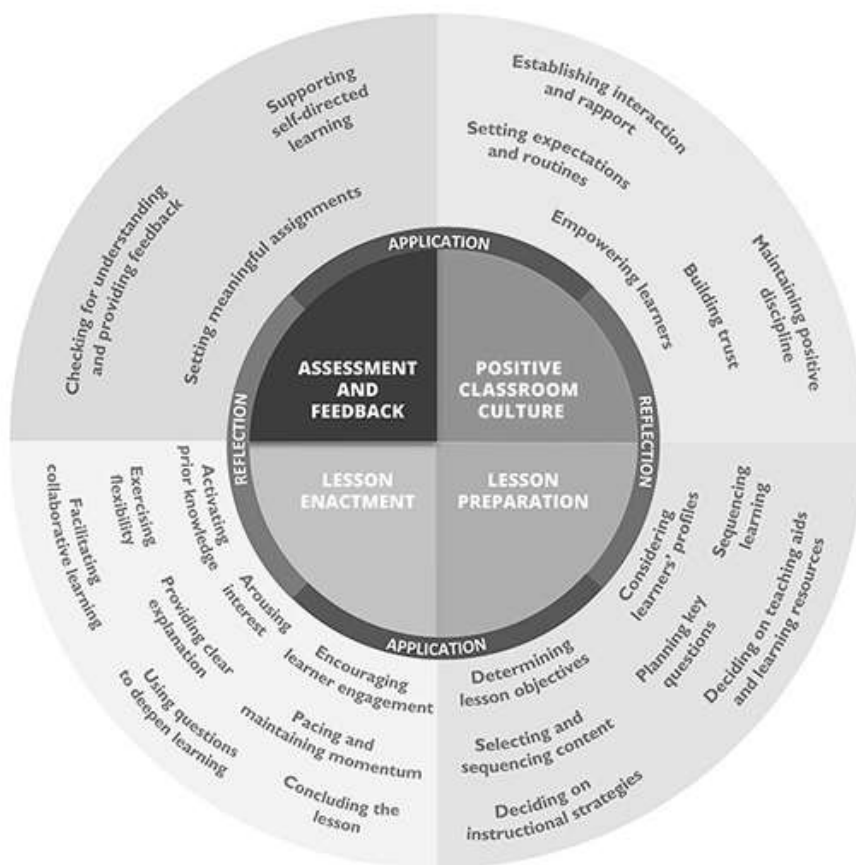 Supporting
self-directed
learning
Checking for understanding
and providing feedback
Setting meaningful assignments
Establishing interaction
and rapport
Setting expectations
and routines
Empowering learners
Building trust
Maintaining positive
discipline
APPLICATION
REFLECTION
REFLECTION
APPLICATION
ASSESSMENT
AND
FEEDBACK
POSITIVE
CLASSROOM
CULTURE
LESSON
ENACTMENT
LESSON
PREPARATION
Activating
prior knowledge
Exercising
flexibility
Facilitating
collaborative learning
Arousing
interest
Providing clear
explanation
Using questions
to deepen learning
Encouraging
learner engagement
Pacing and
maintaining momentum
Concluding the
lesson
Considering
learners' profiles
Sequencing
learning
Planning key
questions
Deciding on teaching aids
and learning resources
Determining
lesson objectives
Selecting and
sequencing content
Deciding on
instructional strategies